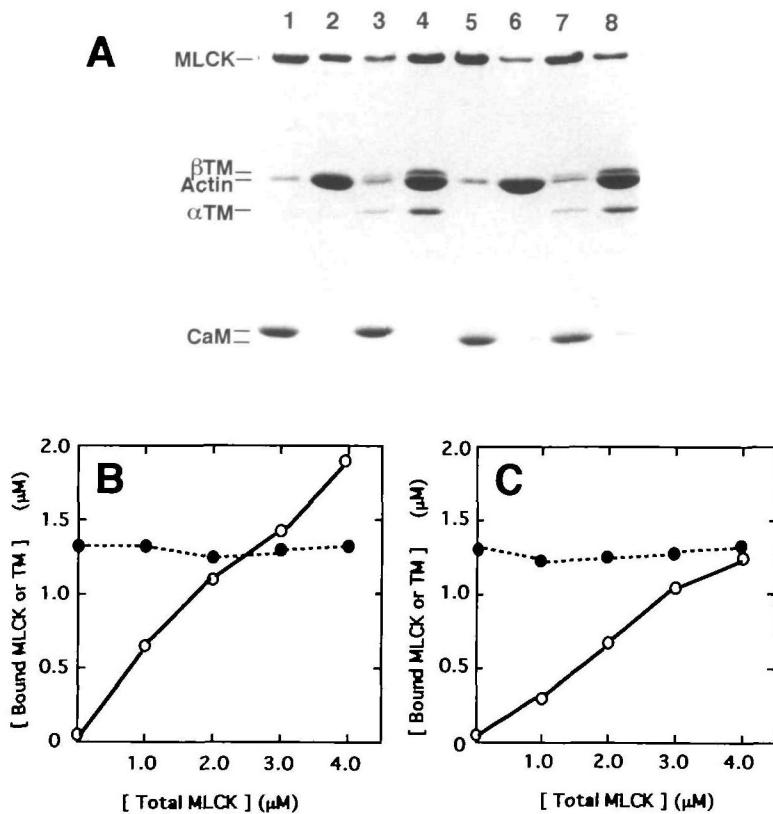 1 2 3 4 5 6 7 8
A
MLCK
βTM
Actin
αTM
CaM
B
2.0
1.5
1.0
0.5
0
[ Bound MLCK or TM ] (μM)
1.0 2.0 3.0 4.0
[ Total MLCK ] (μM)
C
2.0
1.5
1.0
0.5
0
[ Bound MLCK or TM ] (μM)
1.0 2.0 3.0 4.0
[ Total MLCK ] (μM)